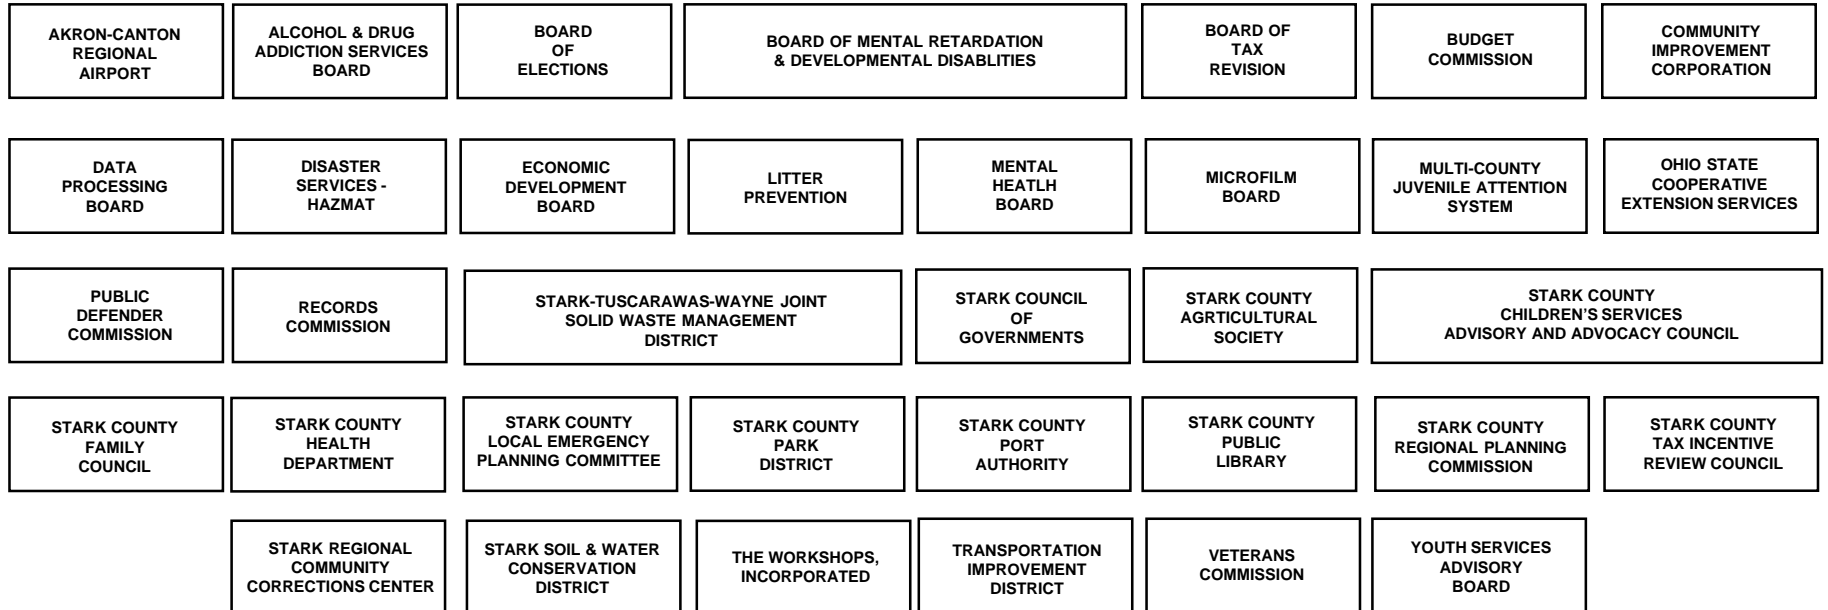 AKRON-CANTON
REGIONAL
AIRPORT
ALCOHOL & DRUG
ADDICTION SERVICES
BOARD
BOARD
OF
ELECTIONS
BOARD OF MENTAL RETARDATION
& DEVELOPMENTAL DISABLITIES
BOARD OF
TAX
REVISION
BUDGET
COMMISSION
COMMUNITY
IMPROVEMENT
CORPORATION
DATA
PROCESSING
BOARD
DISASTER
SERVICES -
HAZMAT
ECONOMIC
DEVELOPMENT
BOARD
LITTER
PREVENTION
MENTAL
HEATLH
BOARD
MICROFILM
BOARD
MULTI-COUNTY
JUVENILE ATTENTION
SYSTEM
OHIO STATE
COOPERATIVE
EXTENSION SERVICES
PUBLIC
DEFENDER
COMMISSION
RECORDS
COMMISSION
STARK-TUSCARAWAS-WAYNE JOINT
SOLID WASTE MANAGEMENT
DISTRICT
STARK COUNCIL
OF
GOVERNMENTS
STARK COUNTY
AGRTICULTURAL
SOCIETY
STARK COUNTY
CHILDREN’S SERVICES
ADVISORY AND ADVOCACY COUNCIL
STARK COUNTY
FAMILY
COUNCIL
STARK COUNTY
HEALTH
DEPARTMENT
STARK COUNTY
LOCAL EMERGENCY
PLANNING COMMITTEE
STARK COUNTY
PARK
DISTRICT
STARK COUNTY
PORT
AUTHORITY
STARK COUNTY
PUBLIC
LIBRARY
STARK COUNTY
REGIONAL PLANNING
COMMISSION
STARK COUNTY
TAX INCENTIVE
REVIEW COUNCIL
STARK REGIONAL
COMMUNITY
CORRECTIONS CENTER
STARK SOIL & WATER
CONSERVATION
DISTRICT
THE WORKSHOPS,
INCORPORATED
TRANSPORTATION
IMPROVEMENT
DISTRICT
VETERANS
COMMISSION
YOUTH SERVICES
ADVISORY
BOARD